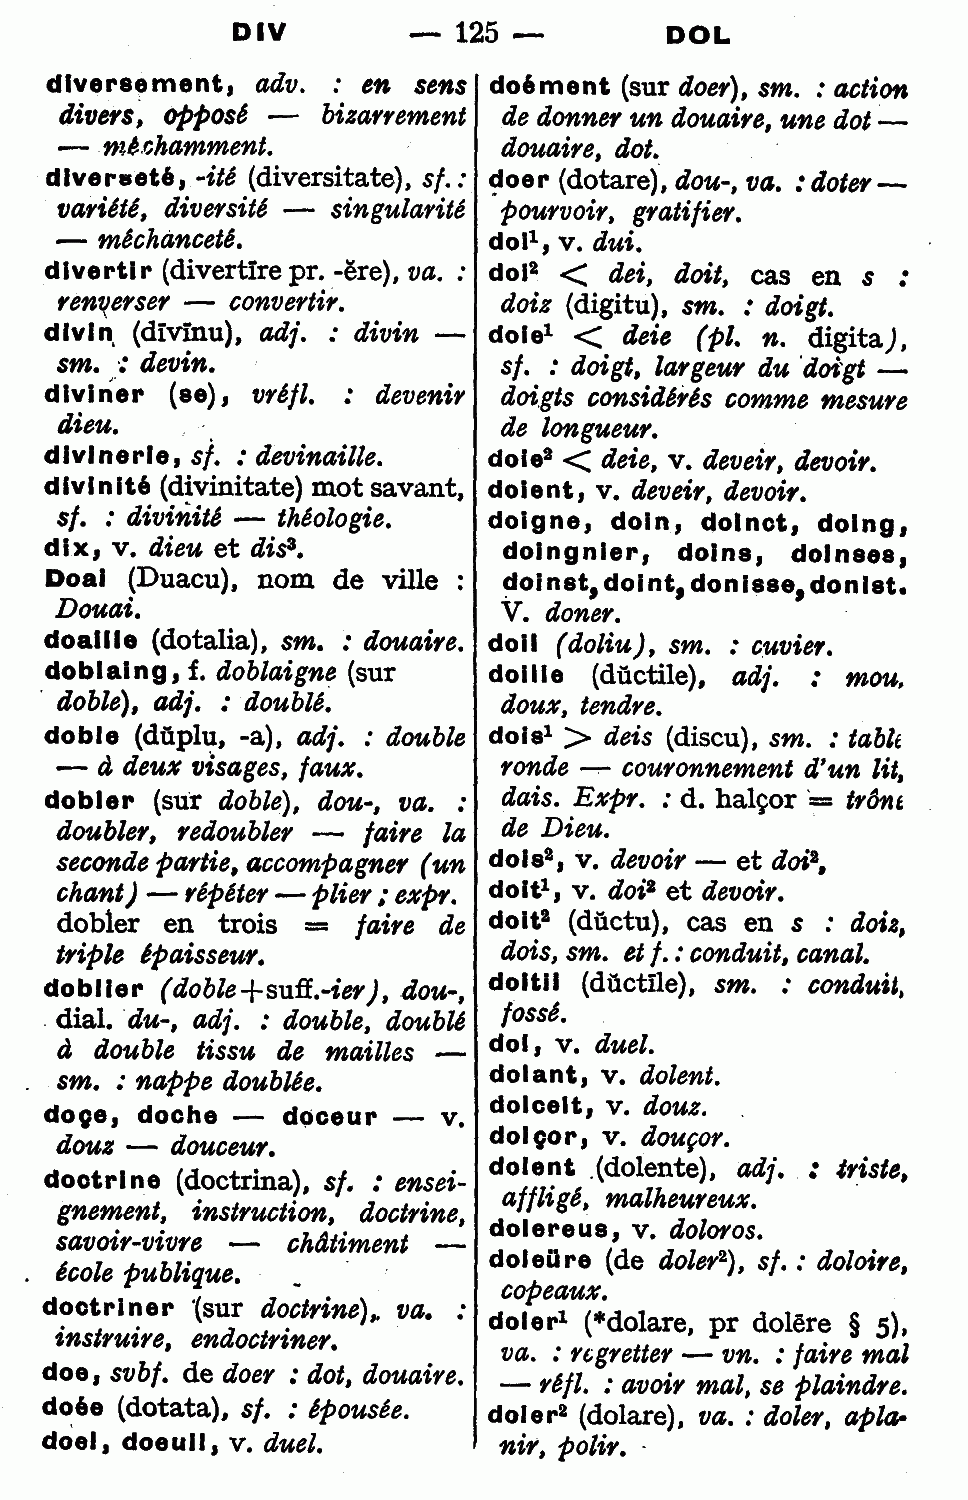 DIV — 125 — DOL
diversement, adv. : en sens
divers, opposé — bizarrement
— méchamment.
diverseté, -ité (diversitate), sf. :
variété, diversité — singularité
— méchanceté.
divertir (divertīre pr. -ĕre), va. :
renverser — convertir.
divin (dīvīnu), adj. : divin —
sm. : devin.
diviner (se), vréfl. : devenir
dieu.
divinerie, sf. : devinaille.
divinité (divinitate) mot savant,
sf. : divinité — théologie.
dix, v. dieu et dis³.
Doai (Duacu), nom de ville :
Douai.
doaille (dotalia), sm. : douaire.
doblaing, f. doblaigne (sur
doble), adj. : doublé.
doble (dŭplu, -a), adj. : double
— à deux visages, faux.
dobler (sur doble), dou-, va. :
doubler, redoubler — faire la
seconde partie, accompagner (un
chant) — répéter — plier ; expr.
dobler en trois = faire de
triple épaisseur.
doblier (doble+suff.-ier), dou-,
dial. du-, adj. : double, doublé
à double tissu de mailles —
sm. : nappe doublée.
doçe, doche — doceur — v.
douz — douceur.
doctrine (doctrina), sf. : ensei-
gnement, instruction, doctrine,
savoir-vivre — châtiment —
école publique.
doctriner (sur doctrine), va. :
instruire, endoctriner.
doe, svbf. de doer : dot, douaire.
doée (dotata), sf. : épousée.
doel, doeuil, v. duel.
doément (sur doer), sm. : action
de donner un douaire, une dot —
douaire, dot.
doer (dotare), dou-, va. : doter —
pourvoir, gratifier.
doi¹, v. dui.
doi² < dei, doit, cas en s :
doiz (digitu), sm. : doigt.
doie¹ < deie (pl. n. digita),
sf. : doigt, largeur du doigt —
doigts considérés comme mesure
de longueur.
doie² < deie, v. deveir, devoir.
doient, v. deveir, devoir.
doigne, doin, doinct, doing,
doingnier, doins, doinses,
doinst, doint, donisse, donist.
V. doner.
doil (doliu), sm. : cuvier.
doille (dŭctile), adj. : mou,
doux, tendre.
dois¹ > deis (discu), sm. : table
ronde — couronnement d'un lit,
dais. Expr. : d. halçor = trône
de Dieu.
dois², v. devoir — et doi²,
doit¹, v. doi² et devoir.
doit² (dŭctu), cas en s : doiz,
dois, sm. et f. : conduit, canal.
doitil (dŭctīle), sm. : conduit,
fossé.
dol, v. duel.
dolant, v. dolent.
dolceit, v. douz.
dolçor, v. douçor.
dolent (dolente), adj. : triste,
affligé, malheureux.
dolereus, v. doloros.
doleüre (de doler²), sf. : doloire,
copeaux.
doler¹ (*dolare, pr dolēre § 5),
va. : regretter — vn. : faire mal
— réfl. : avoir mal, se plaindre.
doler² (dolare), va. : doler, apla-
nir, polir.